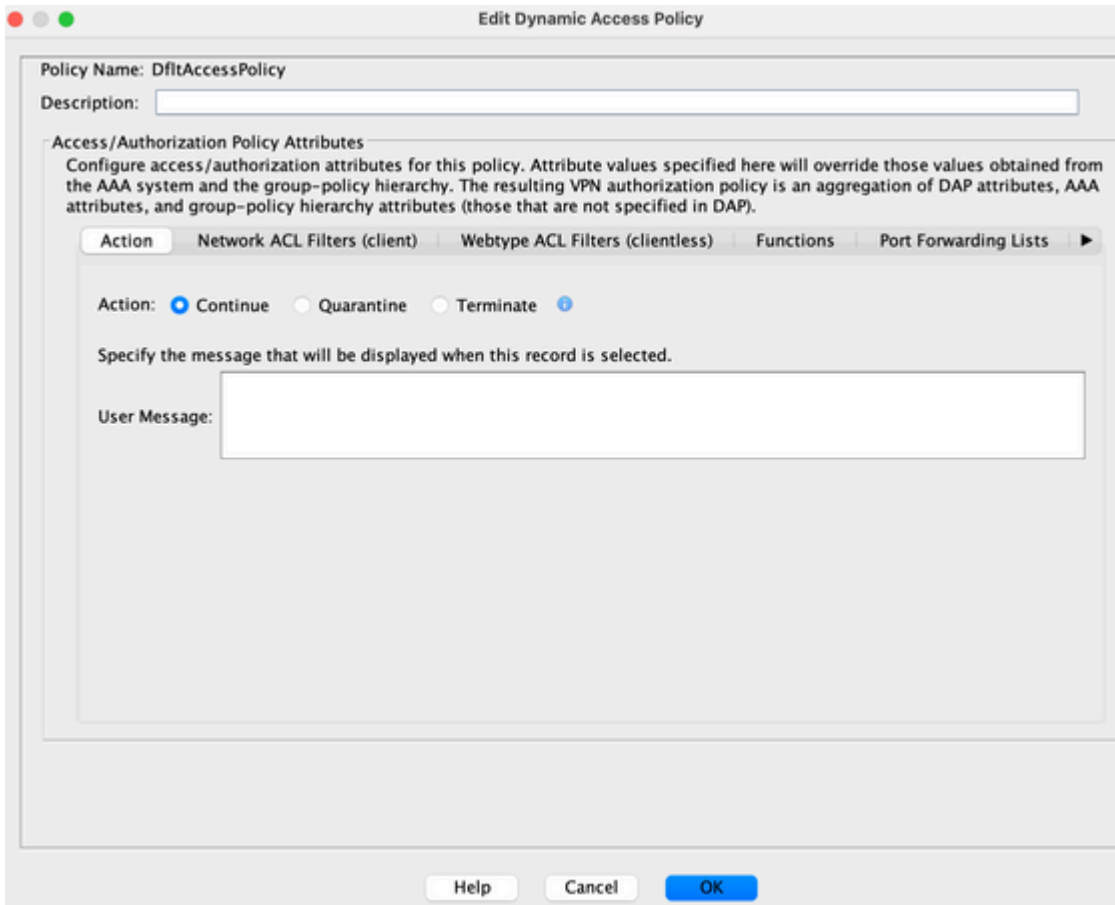 Edit Dynamic Access Policy
Policy Name: DfltAccessPolicy
Description:
Access/Authorization Policy Attributes
Configure access/authorization attributes for this policy. Attribute values specified here will override those values obtained from
the AAA system and the group-policy hierarchy. The resulting VPN authorization policy is an aggregation of DAP attributes, AAA
attributes, and group-policy hierarchy attributes (those that are not specified in DAP).
Action Network ACL Filters (client) Webtype ACL Filters (clientless) Functions Port Forwarding Lists
Action: Continue Quarantine Terminate
Specify the message that will be displayed when this record is selected.
User Message:
Help Cancel OK